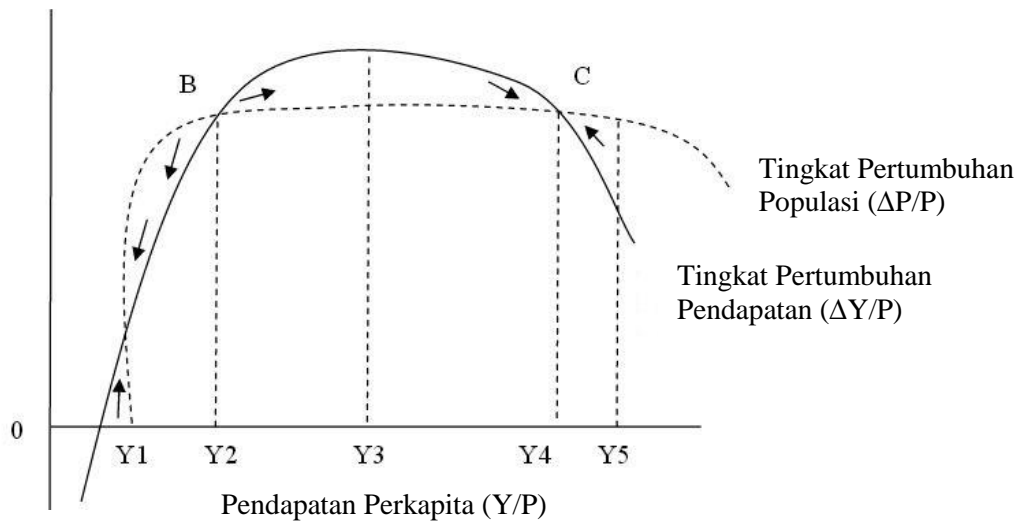 B
C
Tingkat Pertumbuhan
Populasi (ΔP/P)
Tingkat Pertumbuhan
Pendapatan (ΔY/P)
0
Y1 Y2 Y3 Y4 Y5
Pendapatan Perkapita (Y/P)